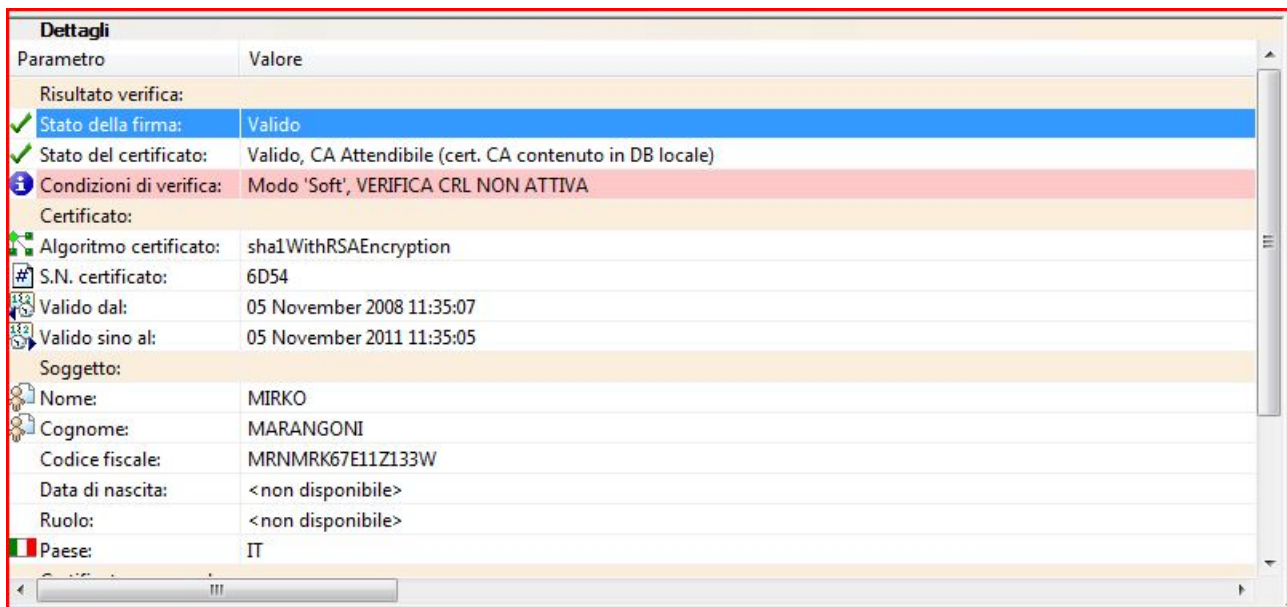 Dettagli
Parametro Valore
Risultato verifica:
Stato della firma: Valido
Stato del certificato: Valido, CA Attendibile (cert. CA contenuto in DB locale)
Condizioni di verifica: Modo 'Soft', VERIFICA CRL NON ATTIVA
Certificato:
Algoritmo certificato: sha1WithRSAEncryption
S.N. certificato: 6D54
Valido dal: 05 November 2008 11:35:07
Valido sino al: 05 November 2011 11:35:05
Soggetto:
Nome: MIRKO
Cognome: MARANGONI
Codice fiscale: MRNMRK67E11Z133W
Data di nascita: <non disponibile>
Ruolo: <non disponibile>
Paese: IT